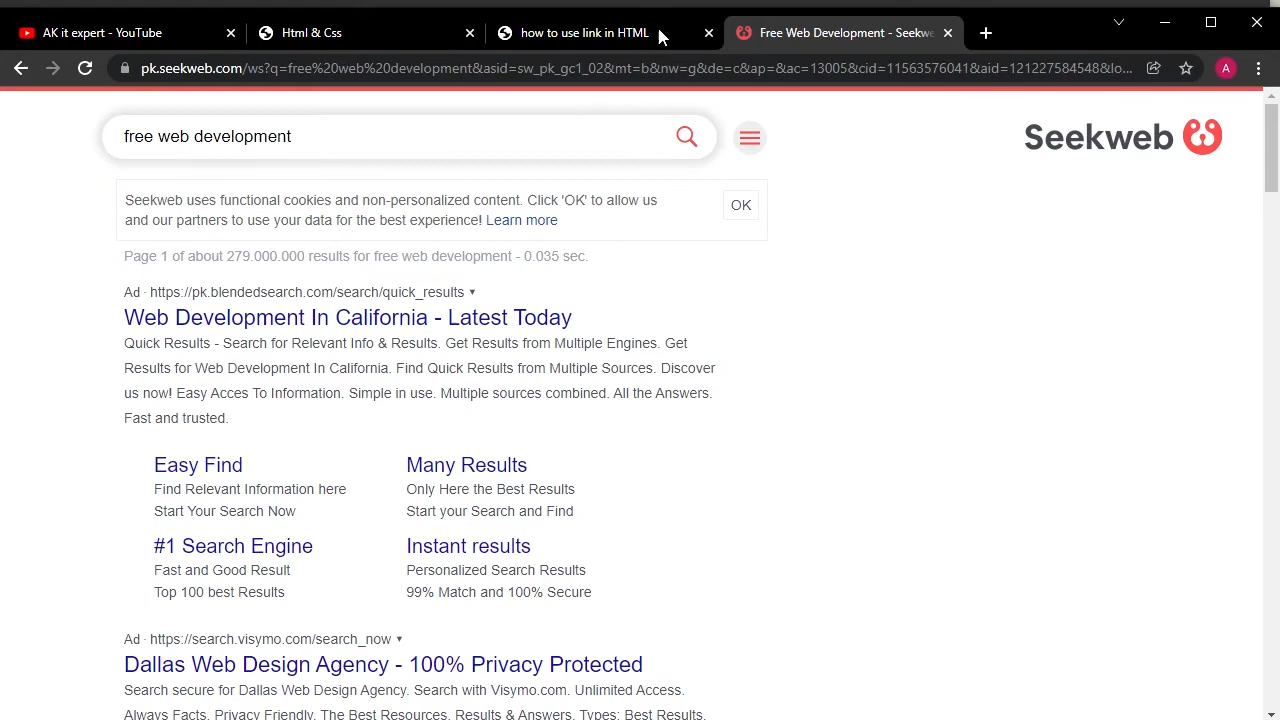 AK it expert - YouTube
Html & Css
how to use link in HTML
Free Web Development - Seekwe
pk.seekweb.com/ws?q=free%20web%20development&asid=sw_pk_gc1_02&mt=b&nw=g&de=c&ap=&ac=13005&cid=11563576041&aid=121227584548&lo...
A
free web development
Seekweb
Seekweb uses functional cookies and non-personalized content. Click 'OK' to allow us
and our partners to use your data for the best experience! Learn more
OK
Page 1 of about 279.000.000 results for free web development - 0.035 sec.
Ad · https://pk.blendedsearch.com/search/quick_results
Web Development In California - Latest Today
Quick Results - Search for Relevant Info & Results. Get Results from Multiple Engines. Get
Results for Web Development In California. Find Quick Results from Multiple Sources. Discover
us now! Easy Acces To Information. Simple in use. Multiple sources combined. All the Answers.
Fast and trusted.
Easy Find
Find Relevant Information here
Start Your Search Now
Many Results
Only Here the Best Results
Start your Search and Find
#1 Search Engine
Fast and Good Result
Top 100 best Results
Instant results
Personalized Search Results
99% Match and 100% Secure
Ad · https://search.visymo.com/search_now
Dallas Web Design Agency - 100% Privacy Protected
Search secure for Dallas Web Design Agency. Search with Visymo.com. Unlimited Access.
Always Facts. Privacy Friendly. The Best Resources. Results & Answers. Types: Best Results.